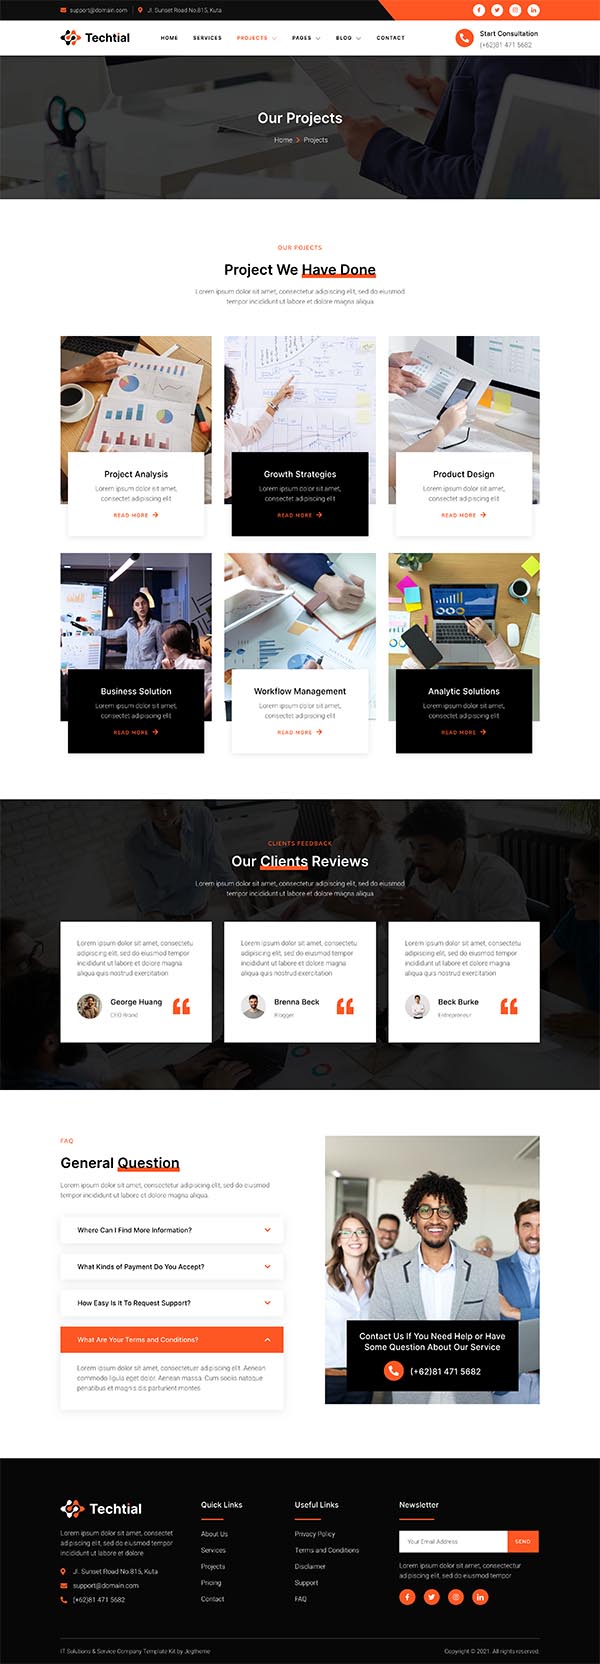 support@domain.com
Jl. Sunset Road No.815, Kuta
Techtial
HOME
SERVICES
PROJECTS
PAGES
BLOG
CONTACT
Start Consultation
(+62)81 471 5682
Our Projects
Home
Projects
OUR POJECTS
Project We Have Done
Lorem ipsum dolor sit amet, consectetur adipiscing elit, sed do eiusmod
tempor incididunt ut labore et dolore magna aliqua
Project Analysis
Lorem ipsum dolor sit amet,
consectet adipiscing elit
READ MORE
Growth Strategies
Lorem ipsum dolor sit amet,
consectet adipiscing elit
READ MORE
Product Design
Lorem ipsum dolor sit amet,
consectet adipiscing elit
READ MORE
Business Solution
Lorem ipsum dolor sit amet,
consectet adipiscing elit
READ MORE
Workflow Management
Lorem ipsum dolor sit amet,
consectet adipiscing elit
READ MORE
Analytic Solutions
Lorem ipsum dolor sit amet,
consectet adipiscing elit
READ MORE
CLIENTS FEEDBACK
Our Clients Reviews
Lorem ipsum dolor sit amet, consectetur adipiscing elit, sed do eiusmod
tempor incididunt ut labore et dolore magna aliqua
Lorem ipsum dolor sit amet, consectetu
adipiscing elit, sed do eiusmod tempor
incididunt ut labore et dolore magna
aliqua quis nostrud exercitation
George Huang
CEO Brand
Lorem ipsum dolor sit amet, consectetu
adipiscing elit, sed do eiusmod tempor
incididunt ut labore et dolore magna
aliqua quis nostrud exercitation
Brenna Beck
Blogger
Lorem ipsum dolor sit amet, consectetu
adipiscing elit, sed do eiusmod tempor
incididunt ut labore et dolore magna
aliqua quis nostrud exercitation
Beck Burke
Entrepreneur
FAQ
General Question
Lorem ipsum dolor sit amet, consectetur adipiscing elit, sed do eiusmod
tempor incididunt ut labore et dolore magna aliqua.
Where Can I Find More Information?
What Kinds of Payment Do You Accept?
How Easy Is It To Request Support?
What Are Your Terms and Conditions?
Lorem ipsum dolor sit amet, consectetuer adipiscing elit. Aenean
commodo ligula eget dolor. Aenean massa. Cum sociis natoque
penatibus et magnis dis parturient montes
Contact Us If You Need Help or Have
Some Question About Our Service
(+62)81 471 5682
Techtial
Lorem ipsum dolor sit amet, consectetur
adipiscing elit, sed do eiusmod tempor
incididunt ut labore et dolore
Jl. Sunset Road No.815, Kuta
support@domain.com
(+62)81 471 5682
Quick Links
About Us
Services
Projects
Pricing
Contact
Useful Links
Privacy Policy
Terms and Conditions
Disclaimer
Support
FAQ
Newsletter
Your Email Address
SEND
Lorem ipsum dolor sit amet, consectetur
adipiscing elit, sed do eiusmod tempor
IT Solutions & Service Company Template Kit by Jegtheme
Copyright © 2021. All rights reserved.